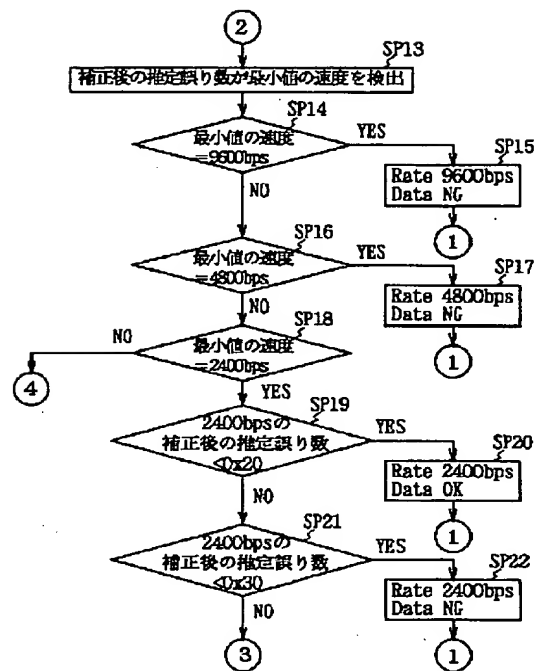 2
SP13
補正後の推定誤り数が最小値の速度を検出
SP14
最小値の速度
=9600bps
YES
NO
SP15
Rate 9600bps
Data NG
1
SP16
最小値の速度
=4800bps
YES
NO
SP17
Rate 4800bps
Data NG
1
SP18
最小値の速度
=2400bps
NO
4
YES
SP19
2400bpsの
補正後の推定誤り数
<0x20
YES
NO
SP20
Rate 2400bps
Data OK
1
SP21
2400bpsの
補正後の推定誤り数
<0x30
YES
NO
SP22
Rate 2400bps
Data NG
1
3